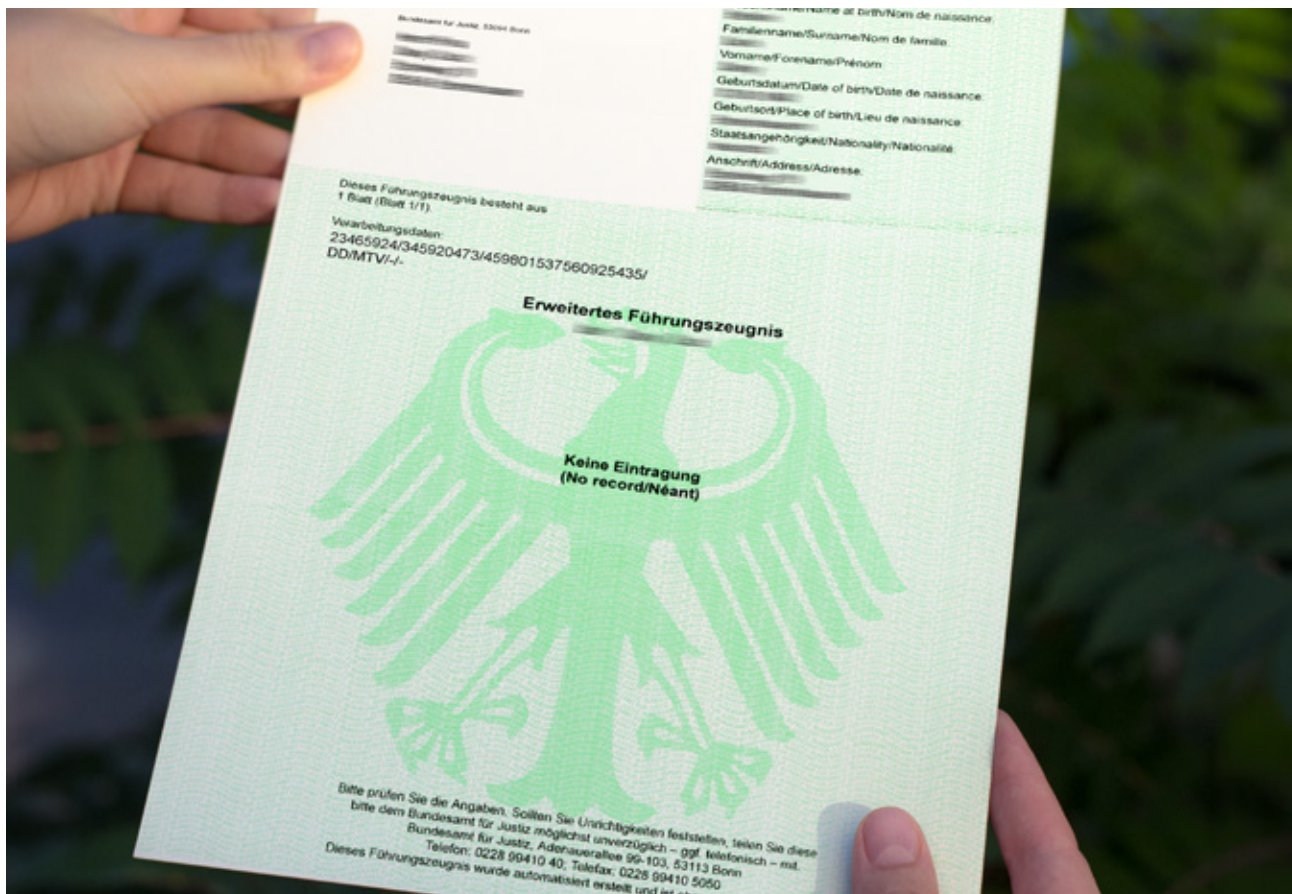 Bundesamt für Justiz, 53094 Bonn
name/Name at birth/Nom de naissance:
Familienname/Surname/Nom de famille:
Vorname/Forename/Prénom:
Geburtsdatum/Date of birth/Date de naissance:
Geburtsort/Place of birth/Lieu de naissance:
Staatsangehörigkeit/Nationality/Nationalité:
Anschrift/Address/Adresse:
Dieses Führungszeugnis besteht aus
1 Blatt (Blatt 1/1).
Verarbeitungsdaten:
23465924/345920473/459801537560925435/
DD/MTV/-/-
Erweitertes Führungszeugnis
Keine Eintragung
(No record/Néant)
Bitte prüfen Sie die Angaben. Sollten Sie Unrichtigkeiten feststellen, teilen Sie diese
bitte dem Bundesamt für Justiz möglichst unverzüglich – ggf. telefonisch – mit.
Bundesamt für Justiz, Adenauerallee 99-103, 53113 Bonn
Telefon: 0228 99410 40; Telefax: 0228 99410 5050
Dieses Führungszeugnis wurde automatisiert erstellt und ist